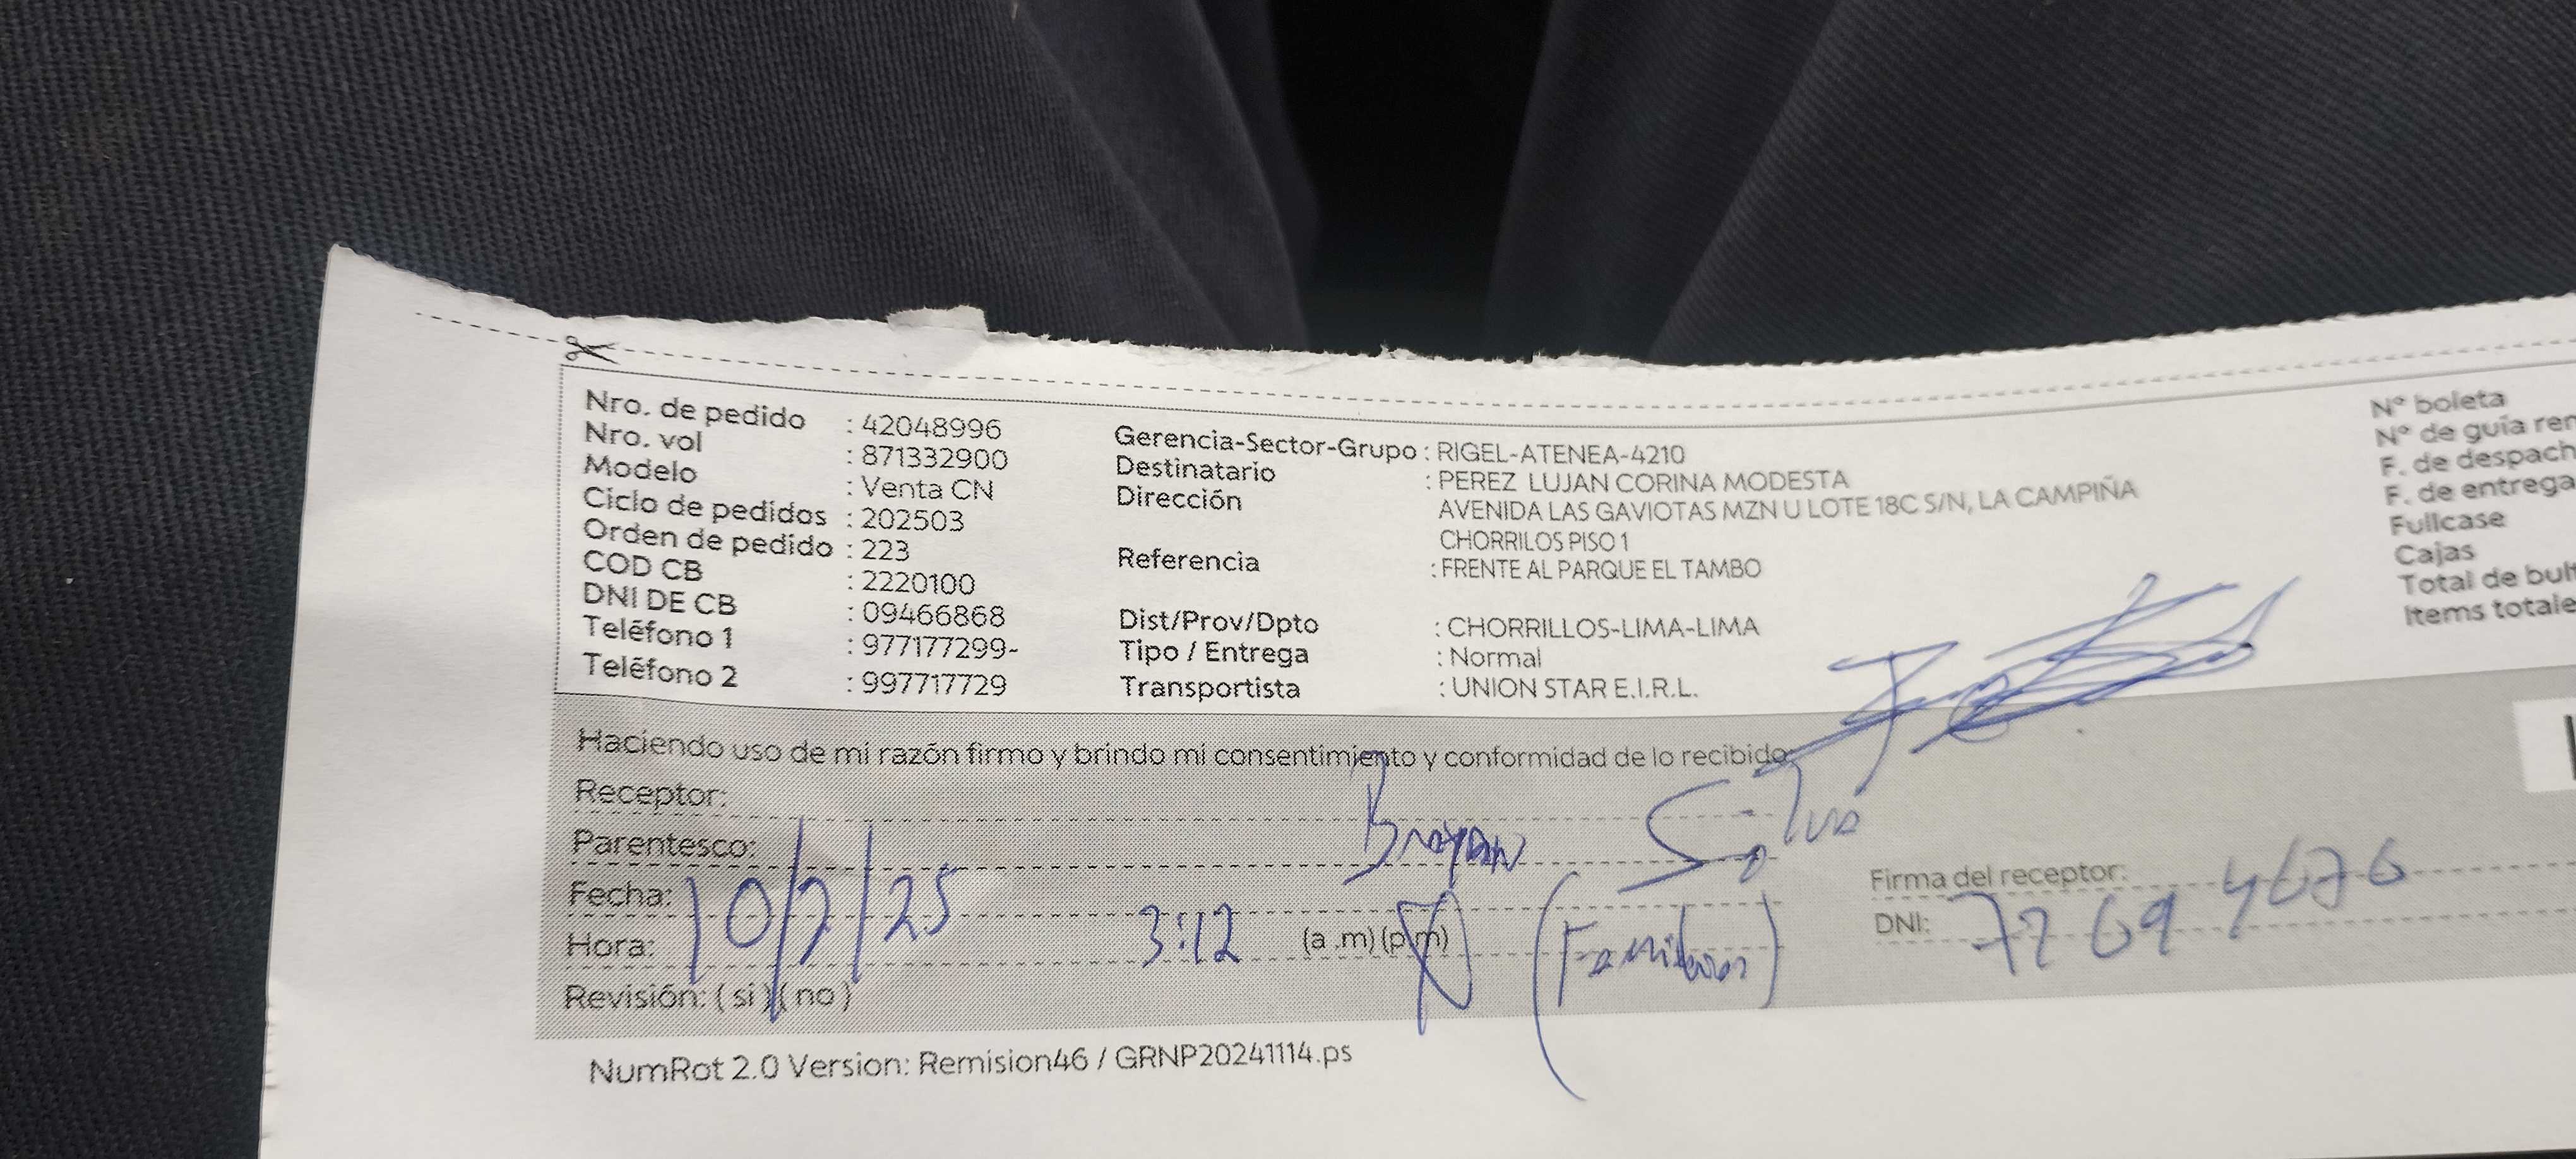 Nro. de pedido : 42048996
Nro. vol : 871332900
Modelo : Venta CN
Ciclo de pedidos : 202503
Orden de pedido : 223
COD CB : 2220100
DNI DE CB : 09466868
Teléfono 1 : 977177299-
Teléfono 2 : 997717729
Gerencia-Sector-Grupo : RIGEL-ATENEA-4210
Destinatario : PEREZ LUJAN CORINA MODESTA
Dirección AVENIDA LAS GAVIOTAS MZN U LOTE 18C S/N, LA CAMPIÑA
CHORRILOS PISO 1
Referencia : FRENTE AL PARQUE EL TAMBO
Dist/Prov/Dpto : CHORRILLOS-LIMA-LIMA
Tipo / Entrega : Normal
Transportista : UNION STAR E.I.R.L.
N° boleta
N° de guía rem
F. de despach
F. de entrega
Fullcase
Cajas
Total de bult
Items totale
Haciendo uso de mi razón firmo y brindo mi consentimiento y conformidad de lo recibido:
Receptor: Brayan Silva
Parentesco:
Fecha: 10/2/25
Hora: 3:12 (a .m) (p.m) (Familiar)
Revisión: ( si ) ( no )
Firma del receptor:
DNI: 72694676
NumRot 2.0 Version: Remision46 / GRNP20241114.ps